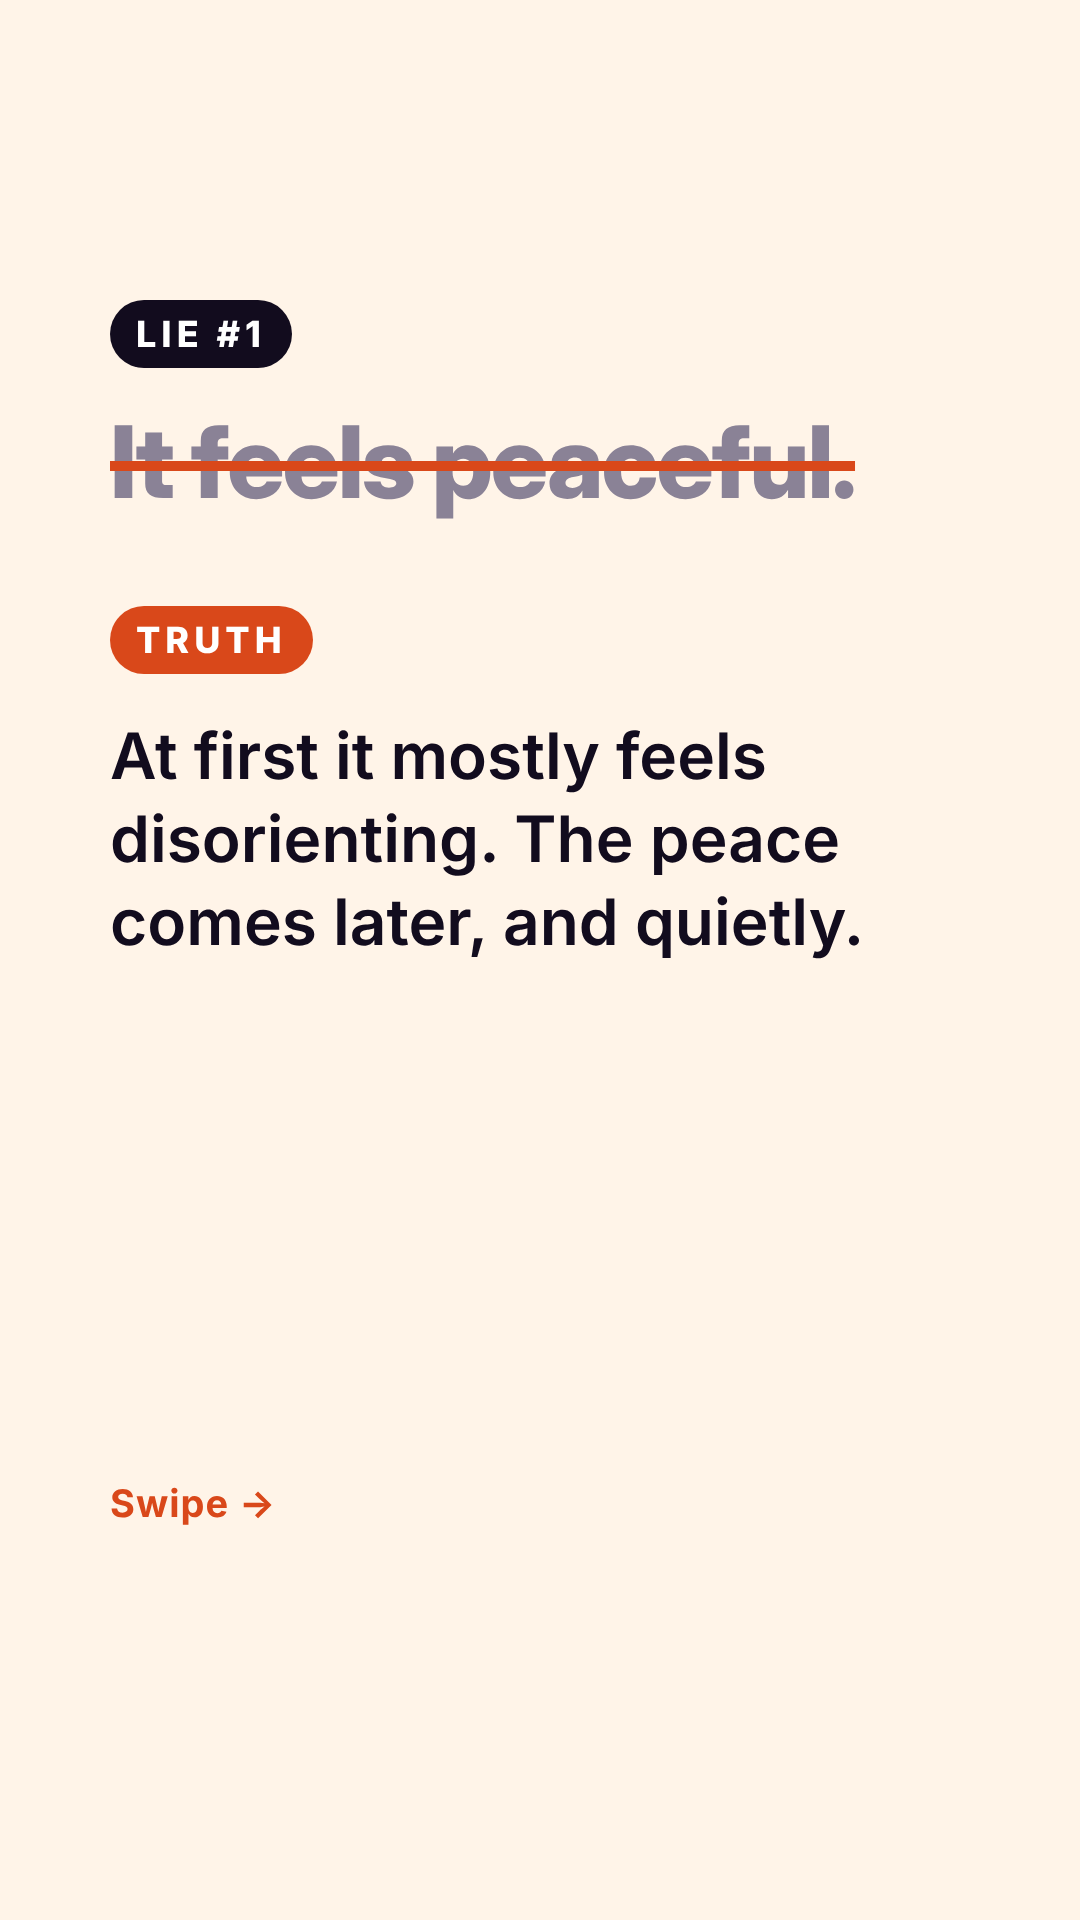 LIE #1
It feels peaceful.
TRUTH
At first it mostly feels
disorienting. The peace
comes later, and quietly.
Swipe →